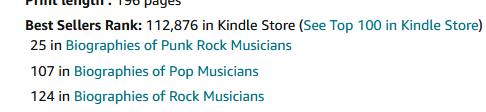 Print length : 196 pages
Best Sellers Rank: 112,876 in Kindle Store (See Top 100 in Kindle Store)
25 in Biographies of Punk Rock Musicians
107 in Biographies of Pop Musicians
124 in Biographies of Rock Musicians